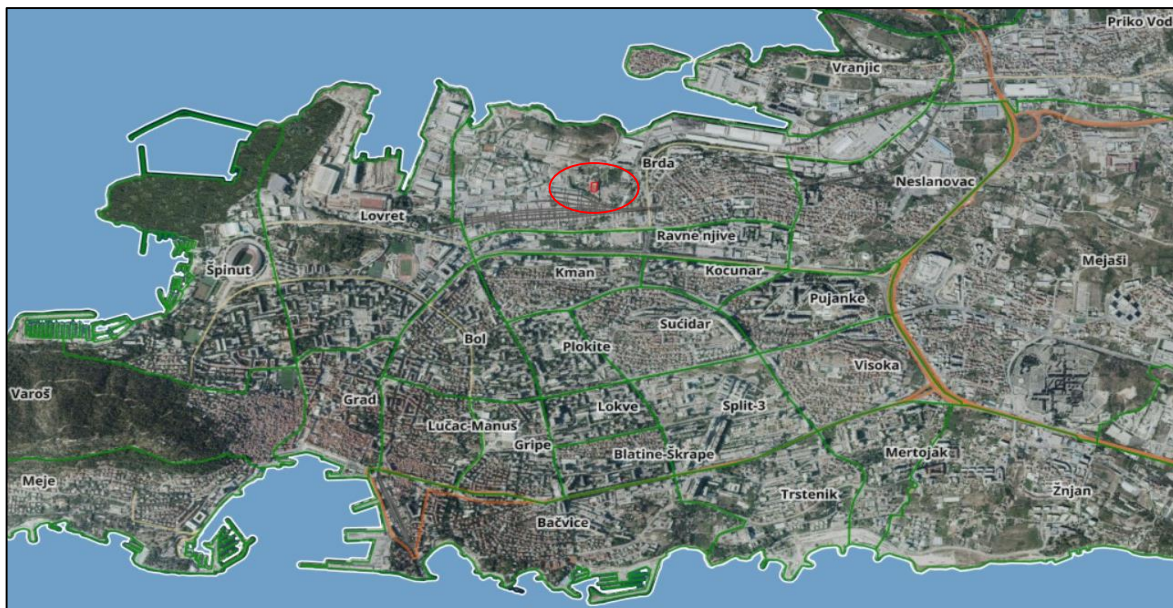 Priko Vod
Vranjic
Brda
Neslanovac
Lovret
Ravne njive
Mejaši
Špinut
Kman
Kocunar
Pujanke
Sućidar
Bol
Plokite
Visoka
Varoš
Grad
Lokve
Split-3
Lučac-Manuš
Gripe
Blatine-Škrape
Mertojak
Meje
Trstenik
Žnjan
Bačvice